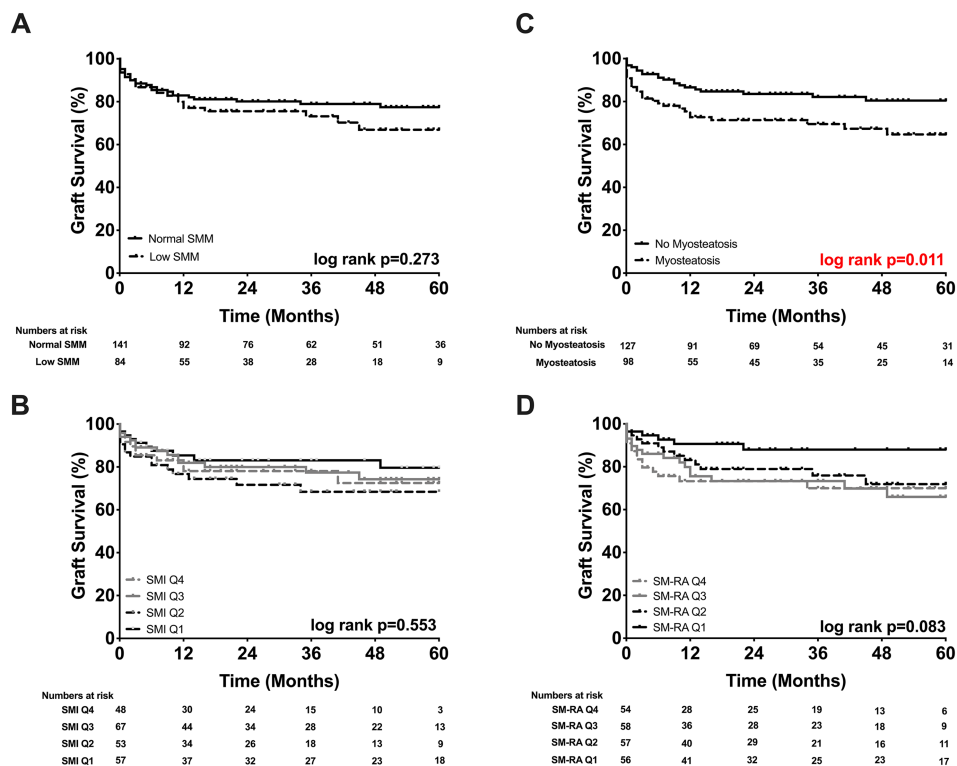 A
Graft Survival (%)
100
80
60
40
20
0
Normal SMM
Low SMM
log rank p=0.273
0 12 24 36 48 60
Time (Months)
Numbers at risk
Normal SMM 141 92 76 62 51 36
Low SMM 84 55 38 28 18 9
C
Graft Survival (%)
100
80
60
40
20
0
No Myosteatosis
Myosteatosis
log rank p=0.011
0 12 24 36 48 60
Time (Months)
Numbers at risk
No Myosteatosis 127 91 69 54 45 31
Myosteatosis 98 55 45 35 25 14
B
Graft Survival (%)
100
80
60
40
20
0
SMI Q4
SMI Q3
SMI Q2
SMI Q1
log rank p=0.553
0 12 24 36 48 60
Time (Months)
Numbers at risk
SMI Q4 48 30 24 15 10 3
SMI Q3 67 44 34 28 22 13
SMI Q2 53 34 26 18 13 9
SMI Q1 57 37 32 27 23 18
D
Graft Survival (%)
100
80
60
40
20
0
SM-RA Q4
SM-RA Q3
SM-RA Q2
SM-RA Q1
log rank p=0.083
0 12 24 36 48 60
Time (Months)
Numbers at risk
SM-RA Q4 54 28 25 19 13 6
SM-RA Q3 58 36 28 23 18 9
SM-RA Q2 57 40 29 21 16 11
SM-RA Q1 56 41 32 25 23 17